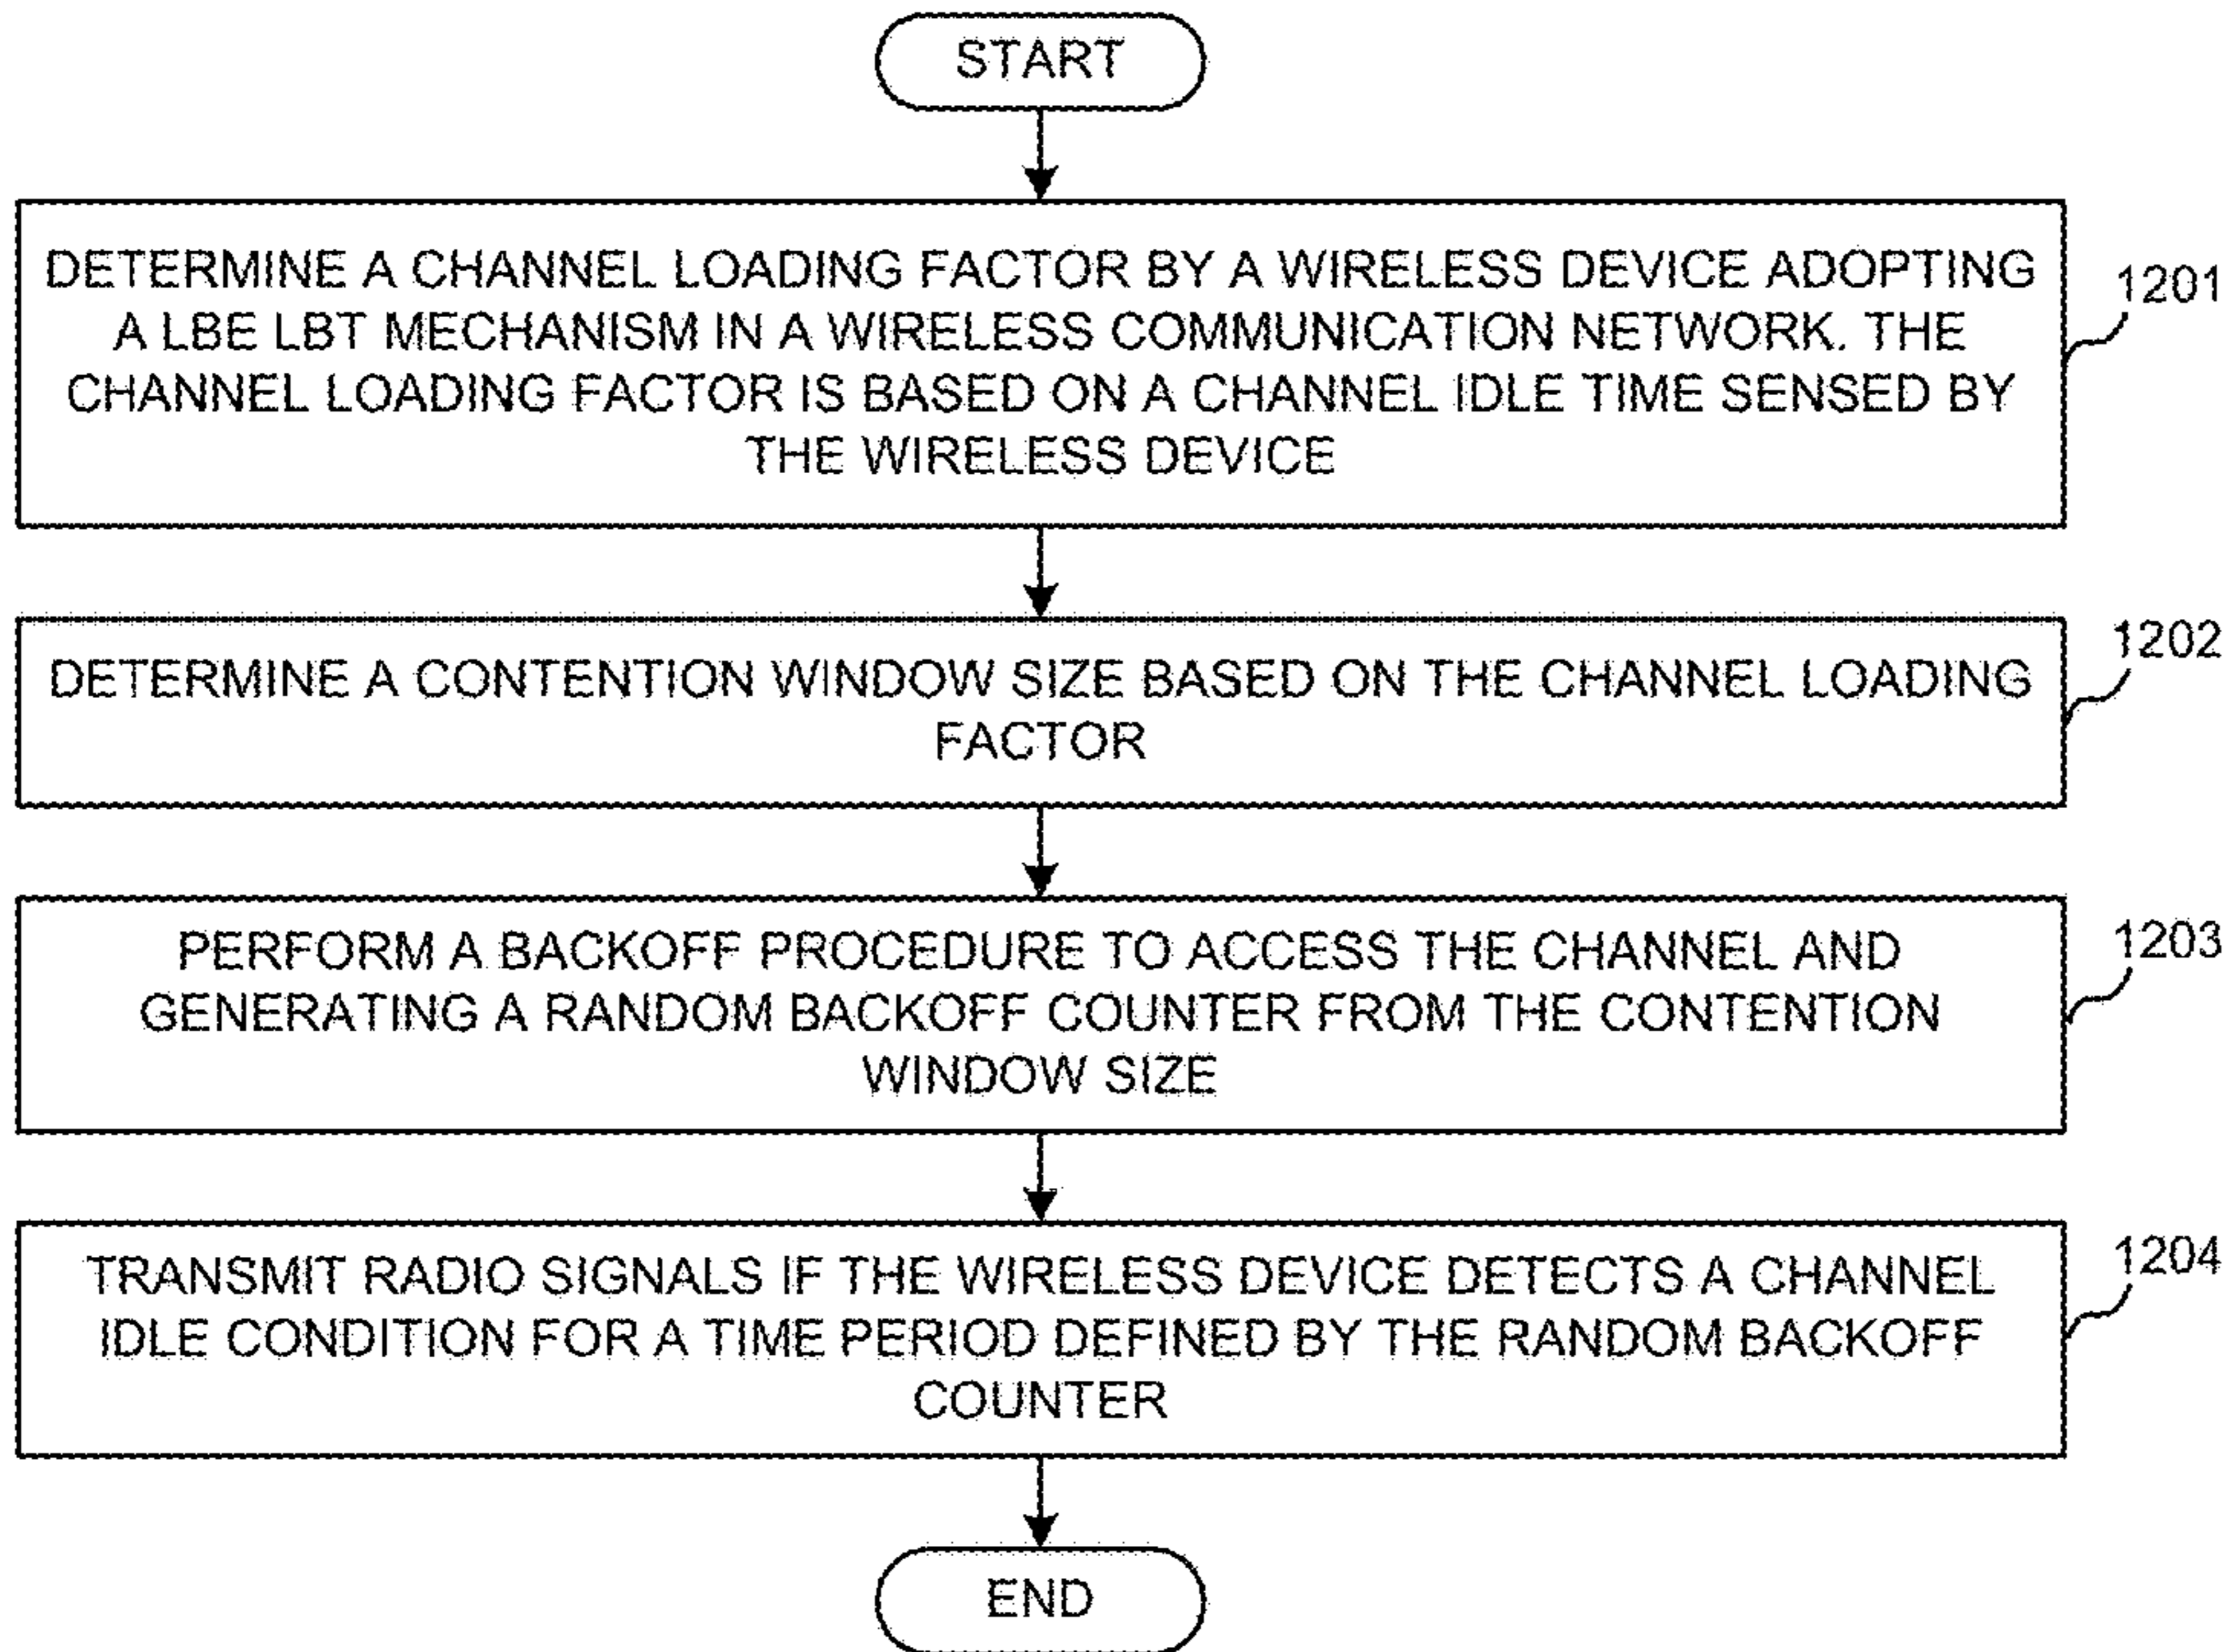 START
DETERMINE A CHANNEL LOADING FACTOR BY A WIRELESS DEVICE ADOPTING
A LBE LBT MECHANISM IN A WIRELESS COMMUNICATION NETWORK. THE
CHANNEL LOADING FACTOR IS BASED ON A CHANNEL IDLE TIME SENSED BY
THE WIRELESS DEVICE
1201
DETERMINE A CONTENTION WINDOW SIZE BASED ON THE CHANNEL LOADING
FACTOR
1202
PERFORM A BACKOFF PROCEDURE TO ACCESS THE CHANNEL AND
GENERATING A RANDOM BACKOFF COUNTER FROM THE CONTENTION
WINDOW SIZE
1203
TRANSMIT RADIO SIGNALS IF THE WIRELESS DEVICE DETECTS A CHANNEL
IDLE CONDITION FOR A TIME PERIOD DEFINED BY THE RANDOM BACKOFF
COUNTER
1204
END